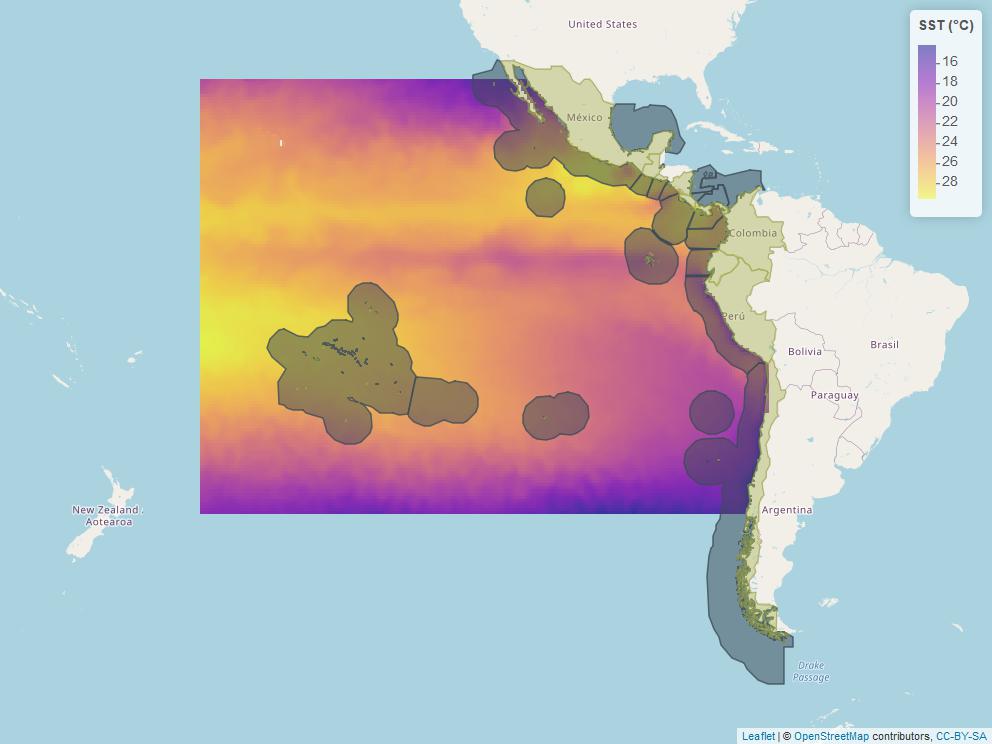 United States
SST (°C)
16
18
20
22
24
26
28
México
Colombia
Perú
Bolivia
Brasil
Paraguay
New Zealand /
Aotearoa
Argentina
Drake
Passage
Leaflet | © OpenStreetMap contributors, CC-BY-SA